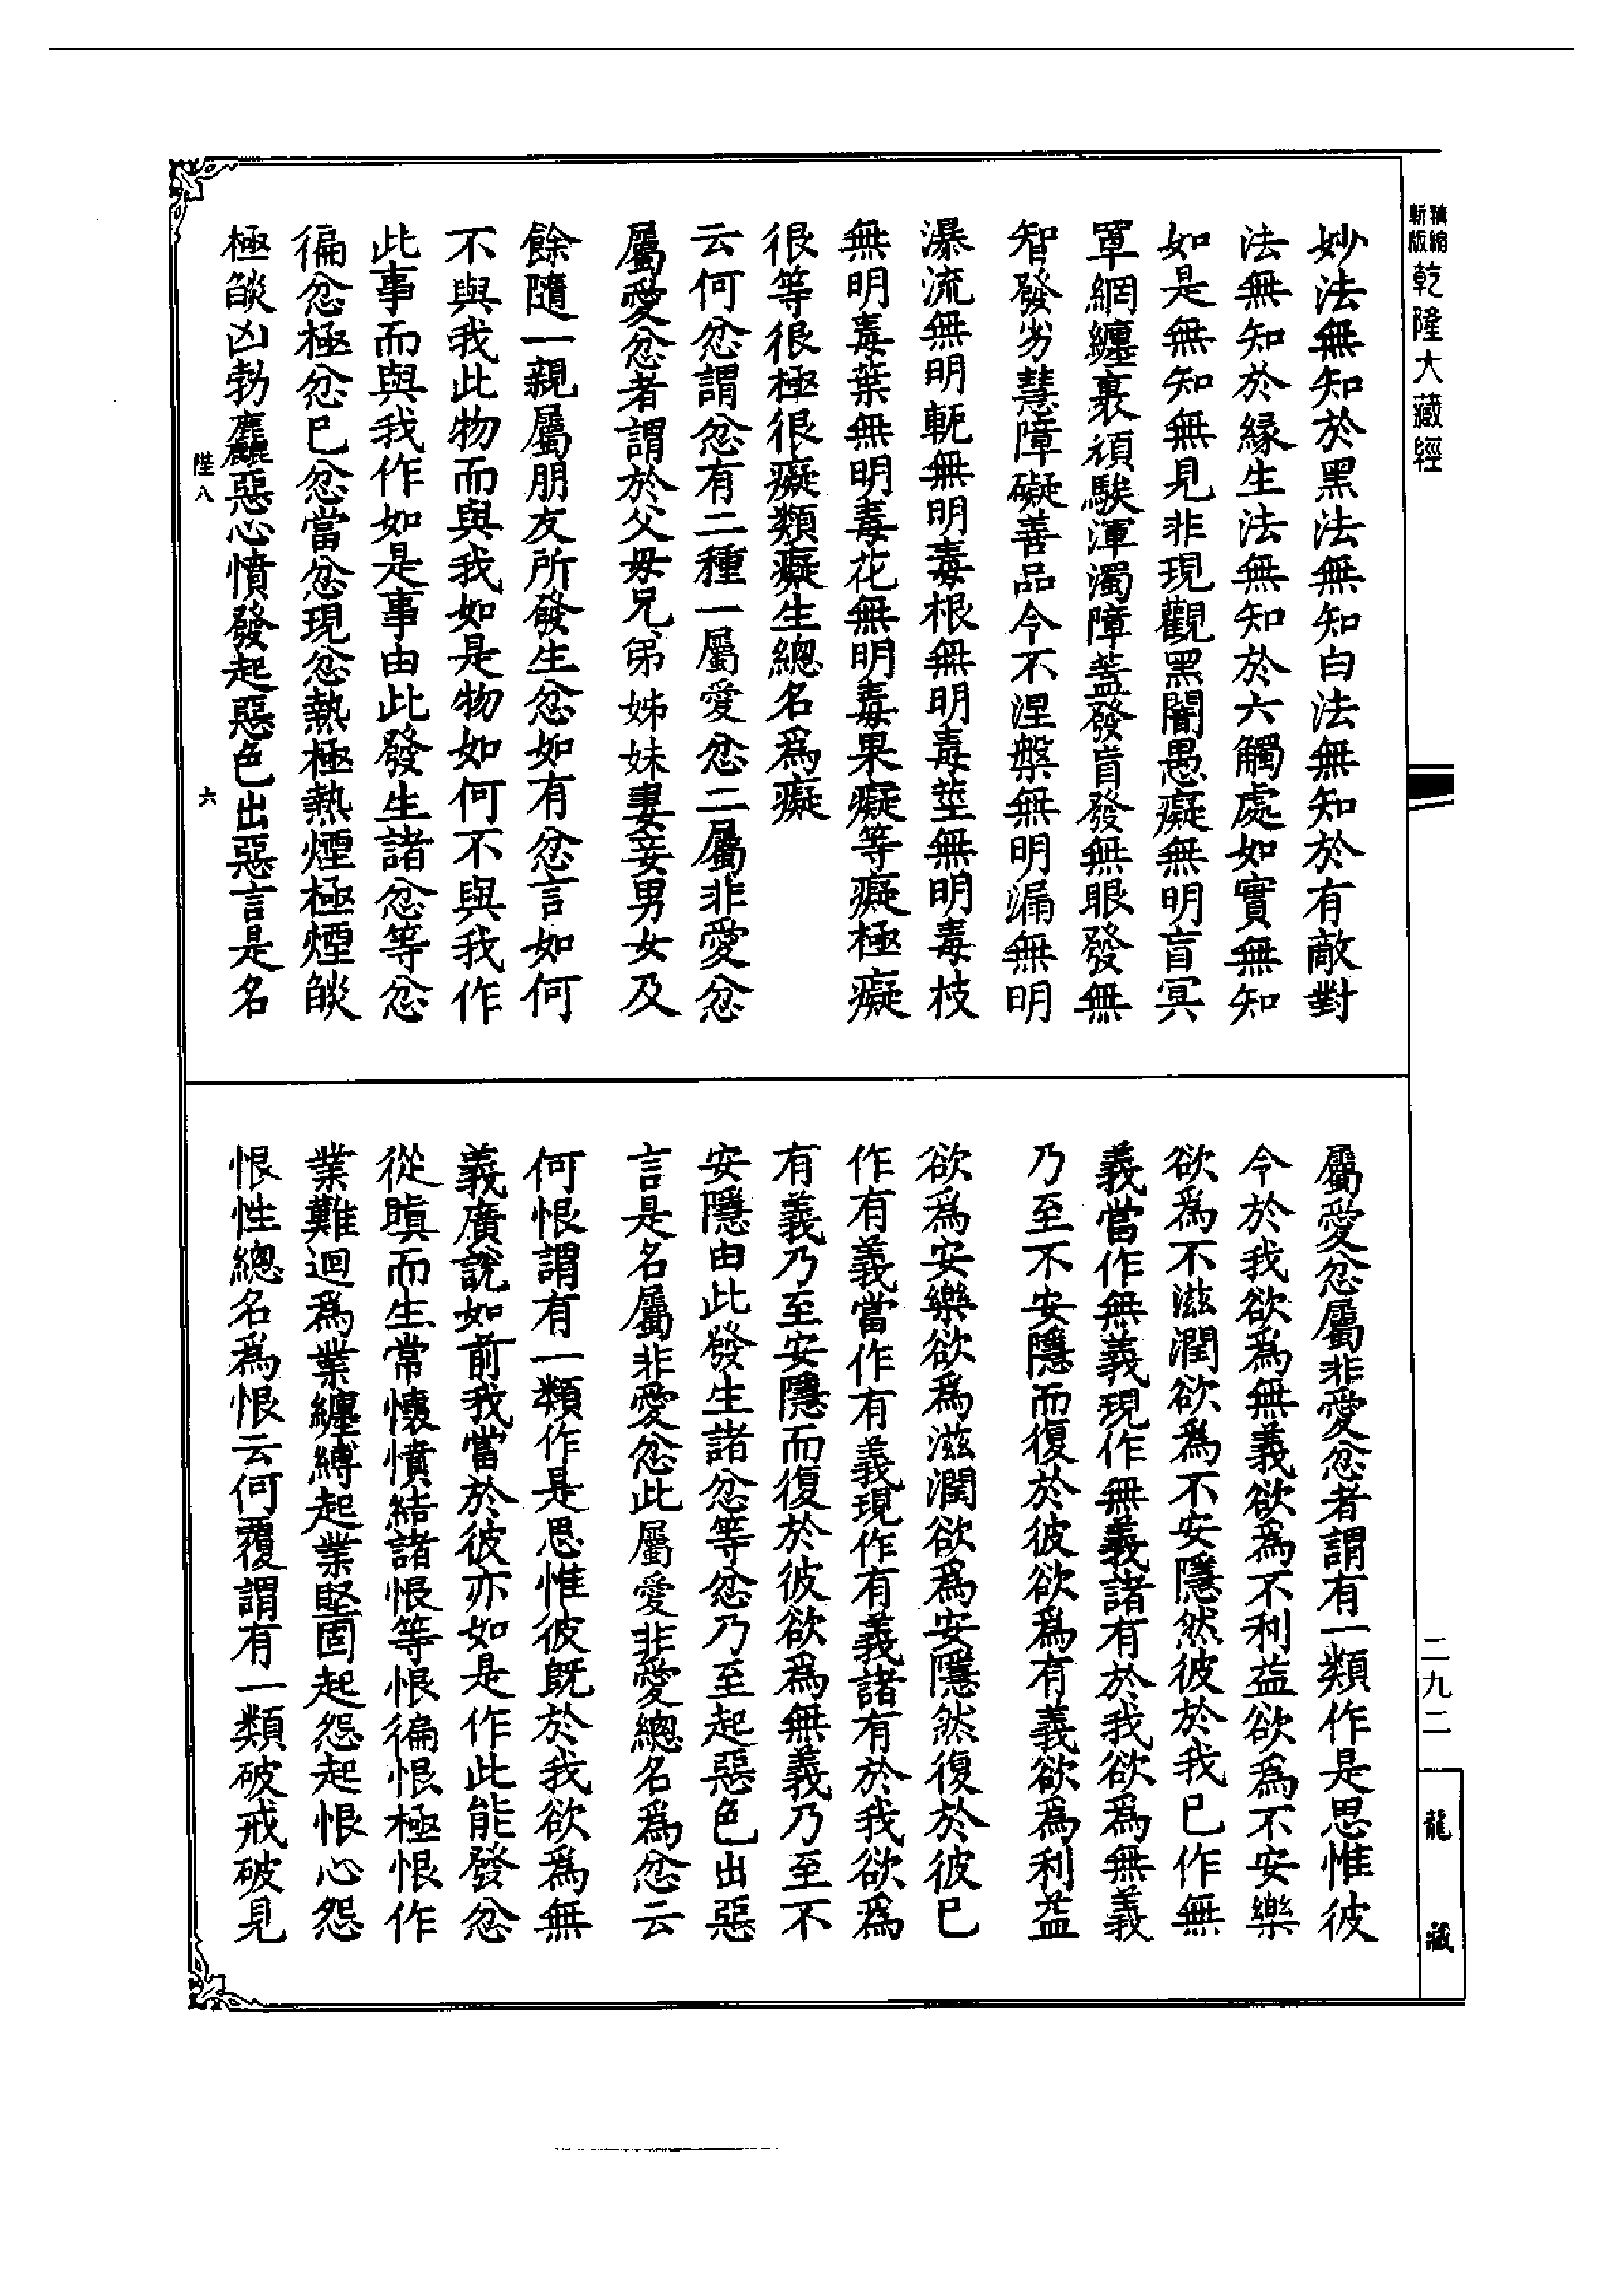 精縮
新版
乾隆大藏經
妙法無知於黑法無知白法無知於有敵對
法無知於緣生法無知於六觸處如實無知
如是無知無見非現觀黑闇愚癡無明盲冥
罩網纏裹頑騃渾濁障蓋發盲發無眼發無
智發劣慧障礙善品令不涅槃無明漏無明
瀑流無明軛無明毒根無明毒莖無明毒枝
無明毒葉無明毒花無明毒果癡等癡極癡
很等很極很癡類癡生總名爲癡
云何忿謂忿有二種一屬愛忿二屬非愛忿
屬愛忿者謂於父母兄弟姊妹妻妾男女及
餘隨一親屬朋友所發生忿如有忿言如何
不與我此物而與我如是物如何不與我作
此事而與我作如是事由此發生諸忿等忿
徧忿極忿已忿當忿現忿熱極熱煙極煙燄
極燄凶勃麤惡心憤發起惡色出惡言是名
陛八
六
屬愛忿屬非愛忿者謂有一類作是思惟彼
今於我欲爲無義欲爲不利益欲爲不安樂
欲爲不滋潤欲爲不安隱然彼於我已作無
義當作無義現作無義諸有於我欲爲無義
乃至不安隱而復於彼欲爲有義欲爲利益
欲爲安樂欲爲滋潤欲爲安隱然復於彼已
作有義當作有義現作有義諸有於我欲爲
有義乃至安隱而復於彼欲爲無義乃至不
安隱由此發生諸忿等忿乃至起惡色出惡
言是名屬非愛忿此屬愛非愛總名爲忿云
何恨謂有一類作是思惟彼既於我欲爲無
義廣說如前我當於彼亦如是作此能發忿
從瞋而生常懷憤結諸恨等恨徧恨極恨作
業難迴爲業纏縛起業堅固起怨起恨心怨
恨性總名爲恨云何覆謂有一類破戒破見
二九二
龍藏